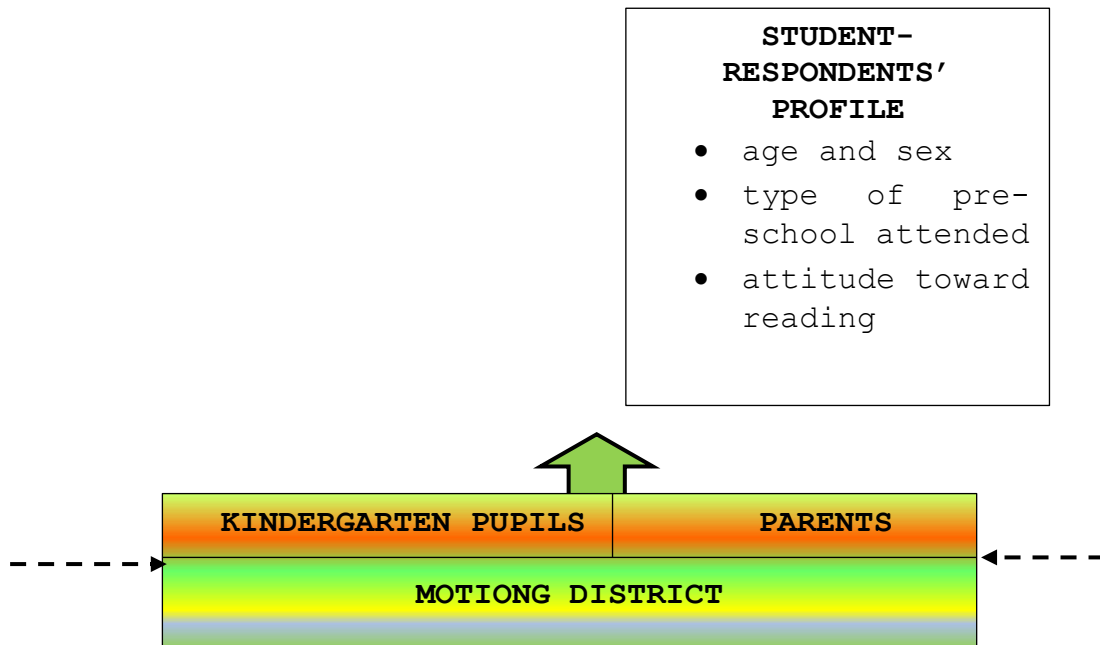 STUDENT-
RESPONDENTS’
PROFILE
• age and sex
• type of pre-
school attended
• attitude toward
reading
KINDERGARTEN PUPILS
PARENTS
MOTIONG DISTRICT